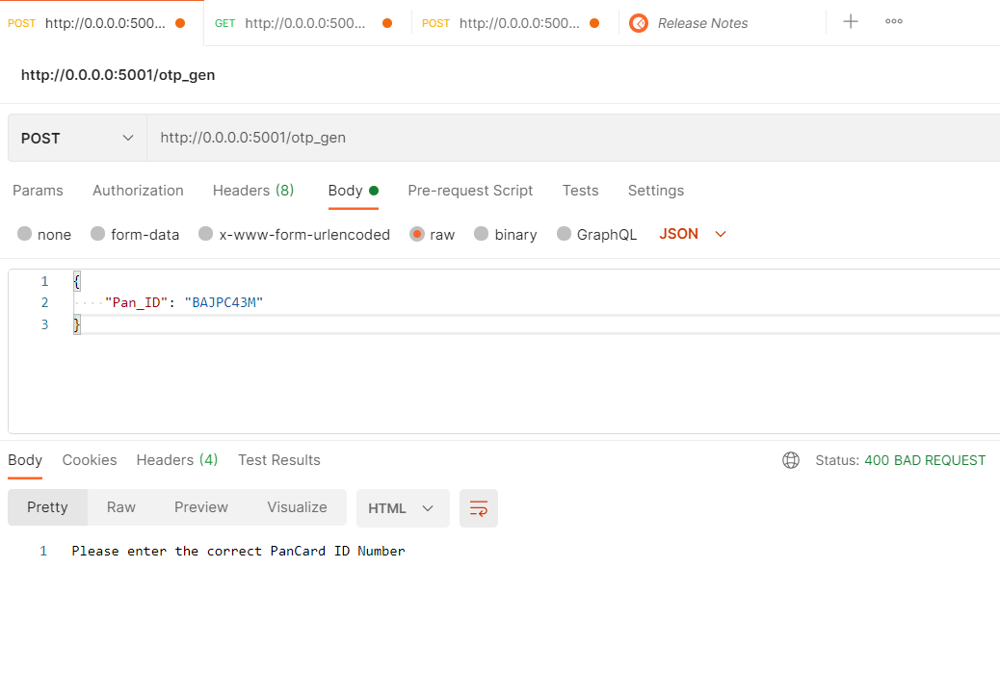 POST http://0.0.0.0:500... GET http://0.0.0.0:500... POST http://0.0.0.0:500... Release Notes
http://0.0.0.0:5001/otp_gen
POST http://0.0.0.0:5001/otp_gen
Params Authorization Headers (8) Body Pre-request Script Tests Settings
none form-data x-www-form-urlencoded raw binary GraphQL JSON
1 {
2 ····"Pan_ID": "BAJPC43M"
3 }
Body Cookies Headers (4) Test Results Status: 400 BAD REQUEST
Pretty Raw Preview Visualize HTML
1 Please enter the correct PanCard ID Number